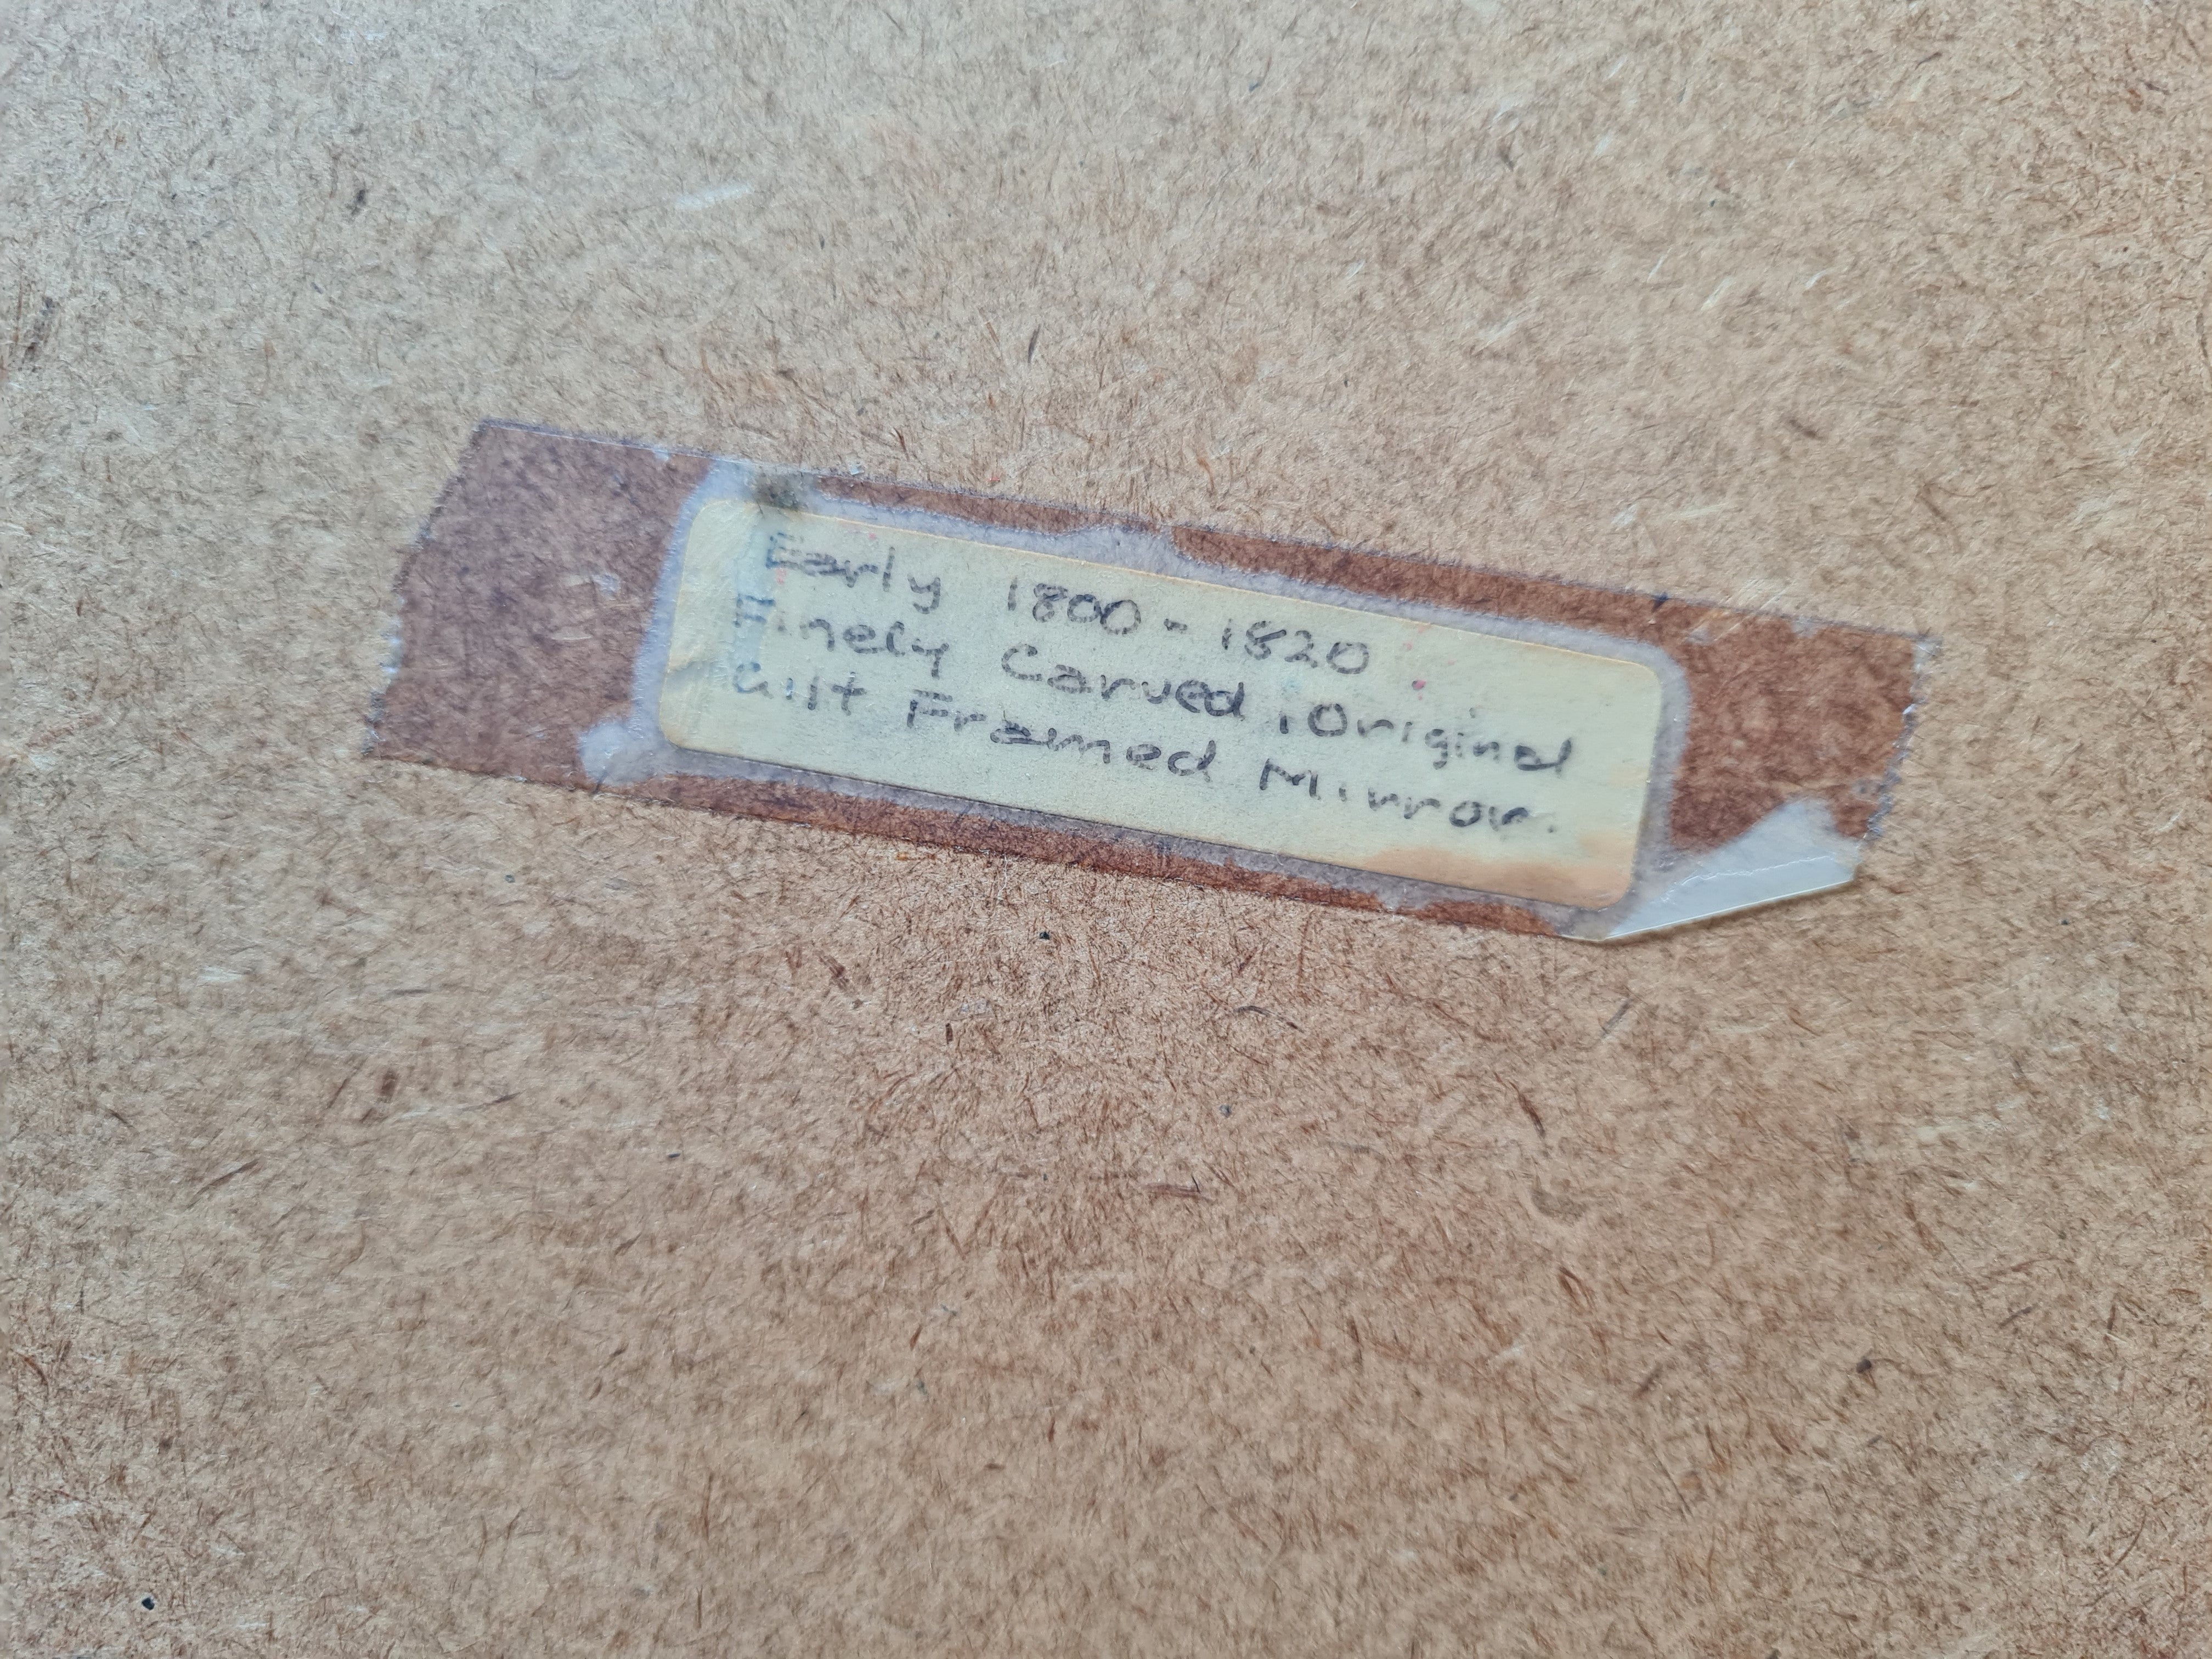 Early 1800-1820
Finely Carved, Original
Gilt Framed Mirror.